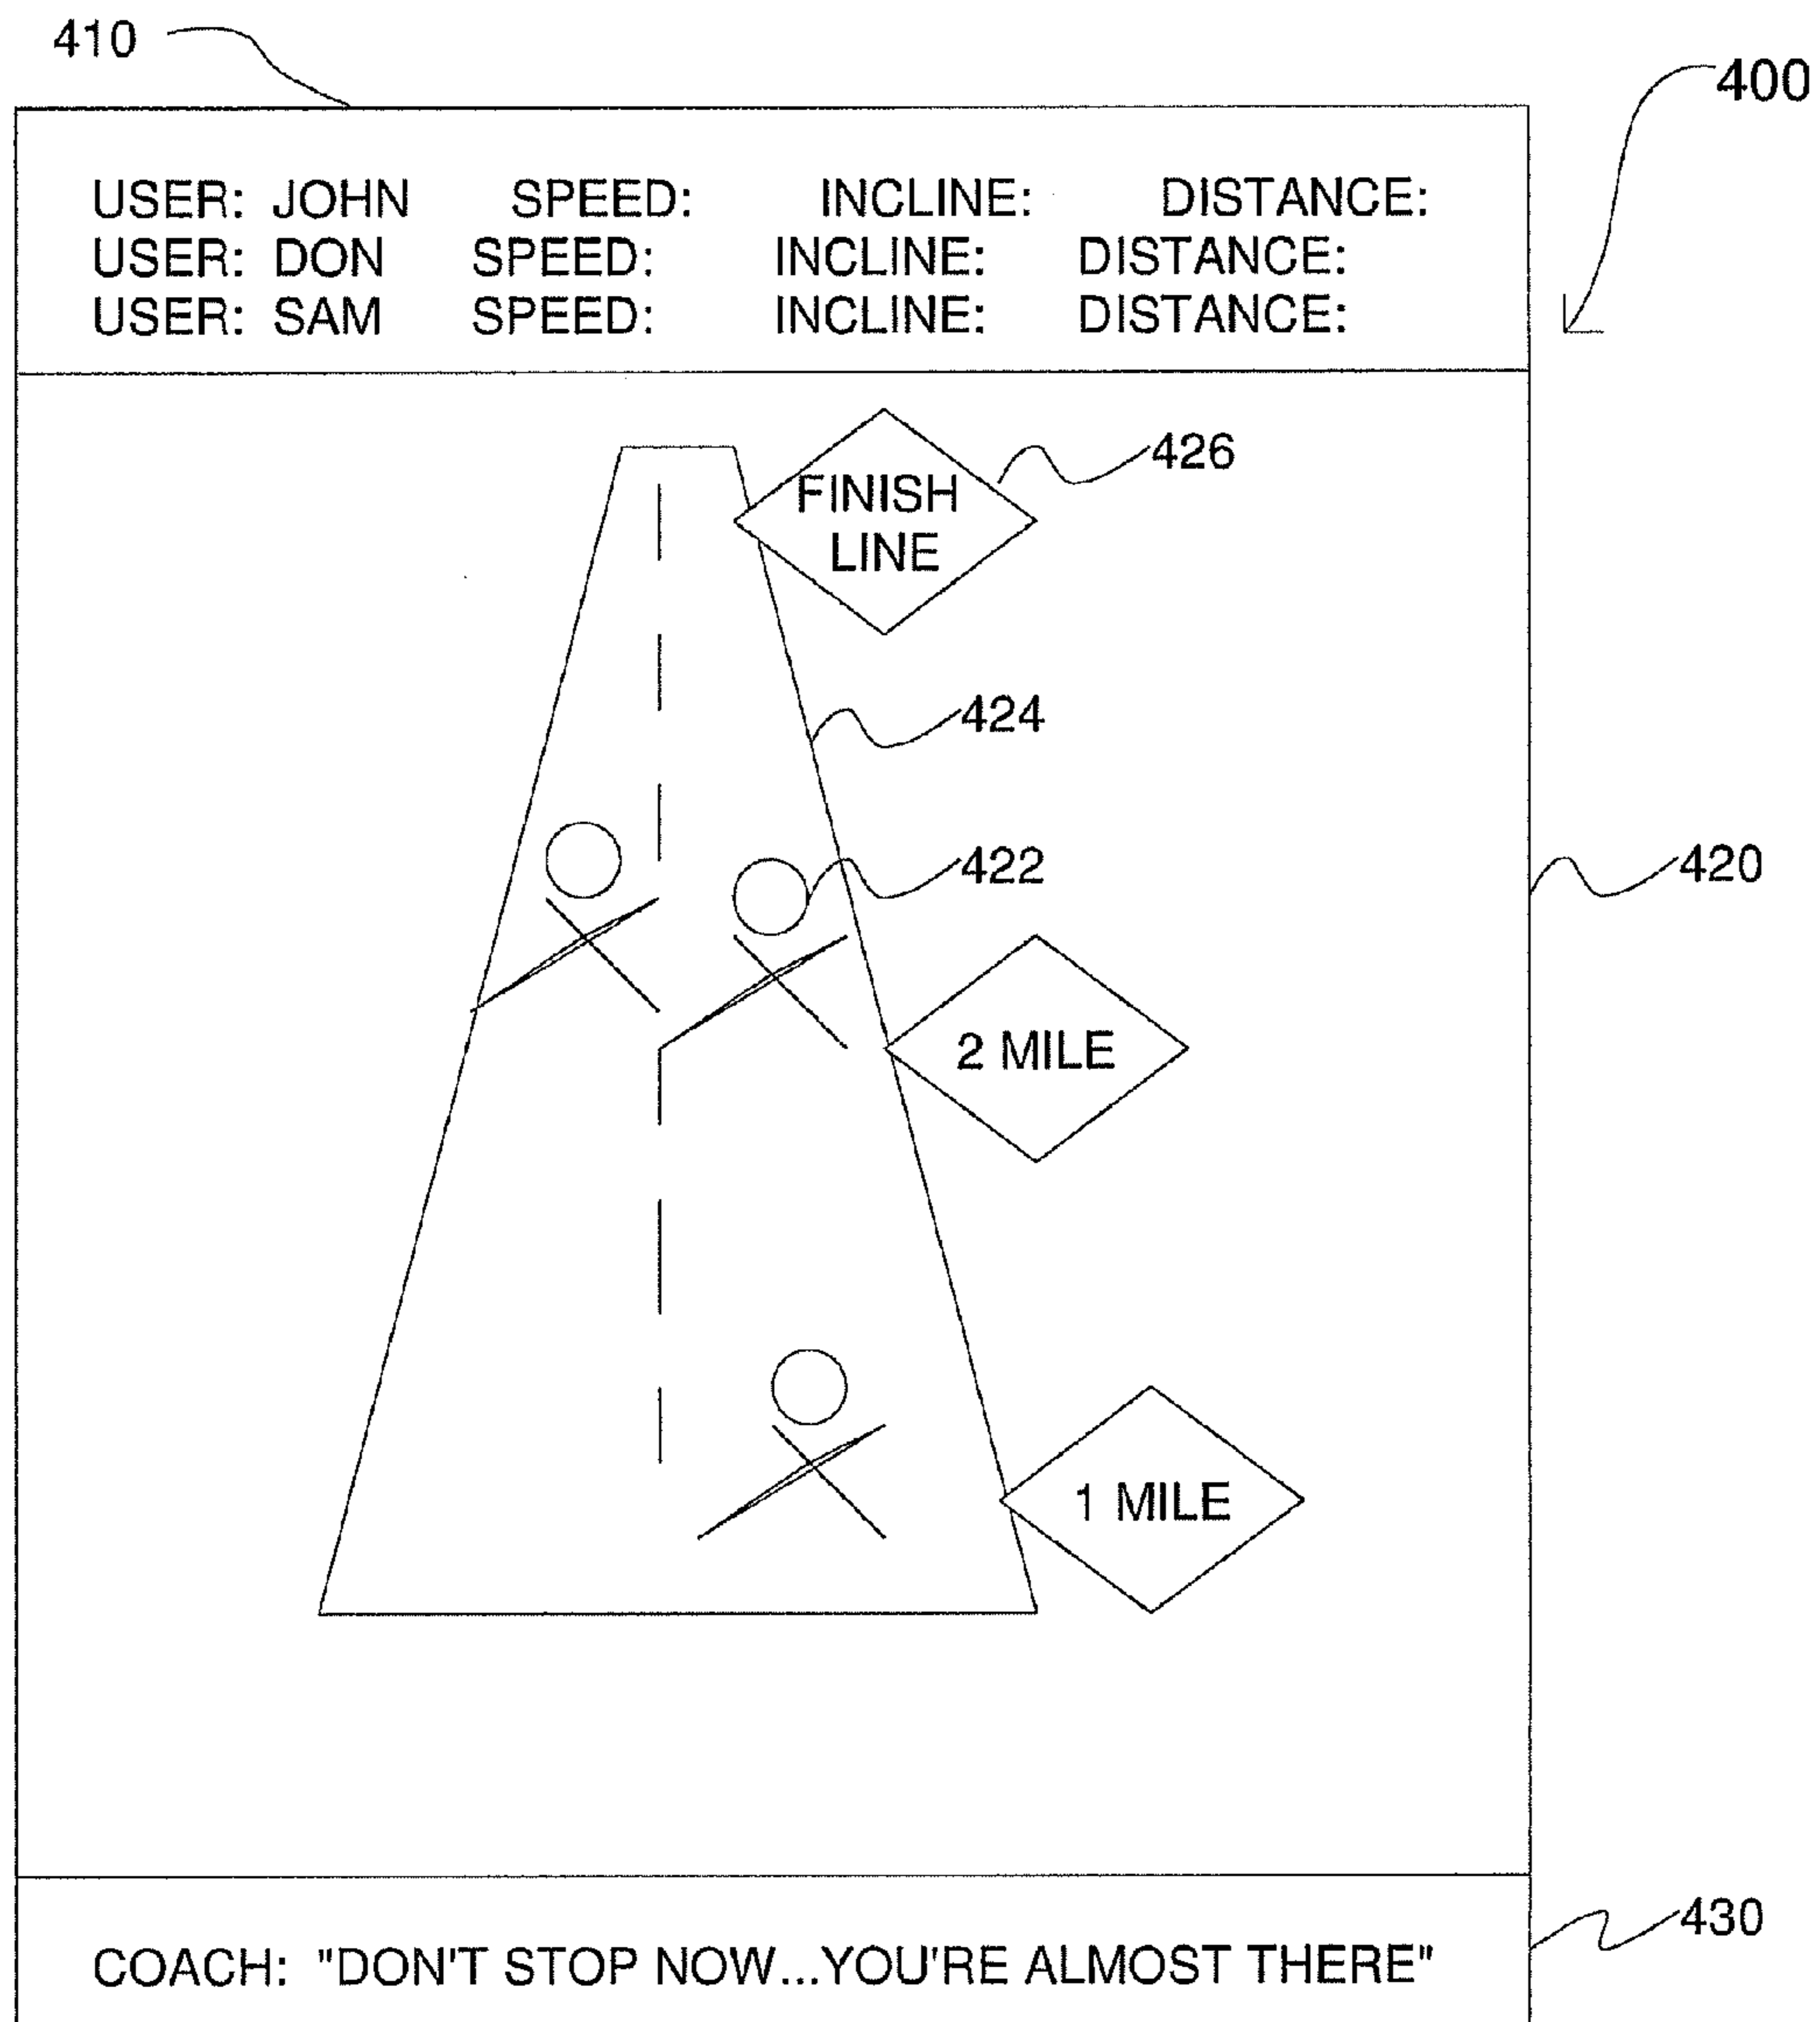 410
400
USER: JOHN SPEED: INCLINE: DISTANCE:
USER: DON SPEED: INCLINE: DISTANCE:
USER: SAM SPEED: INCLINE: DISTANCE:
426
FINISH
LINE
424
422
420
2 MILE
1 MILE
430
COACH: "DON'T STOP NOW...YOU'RE ALMOST THERE"